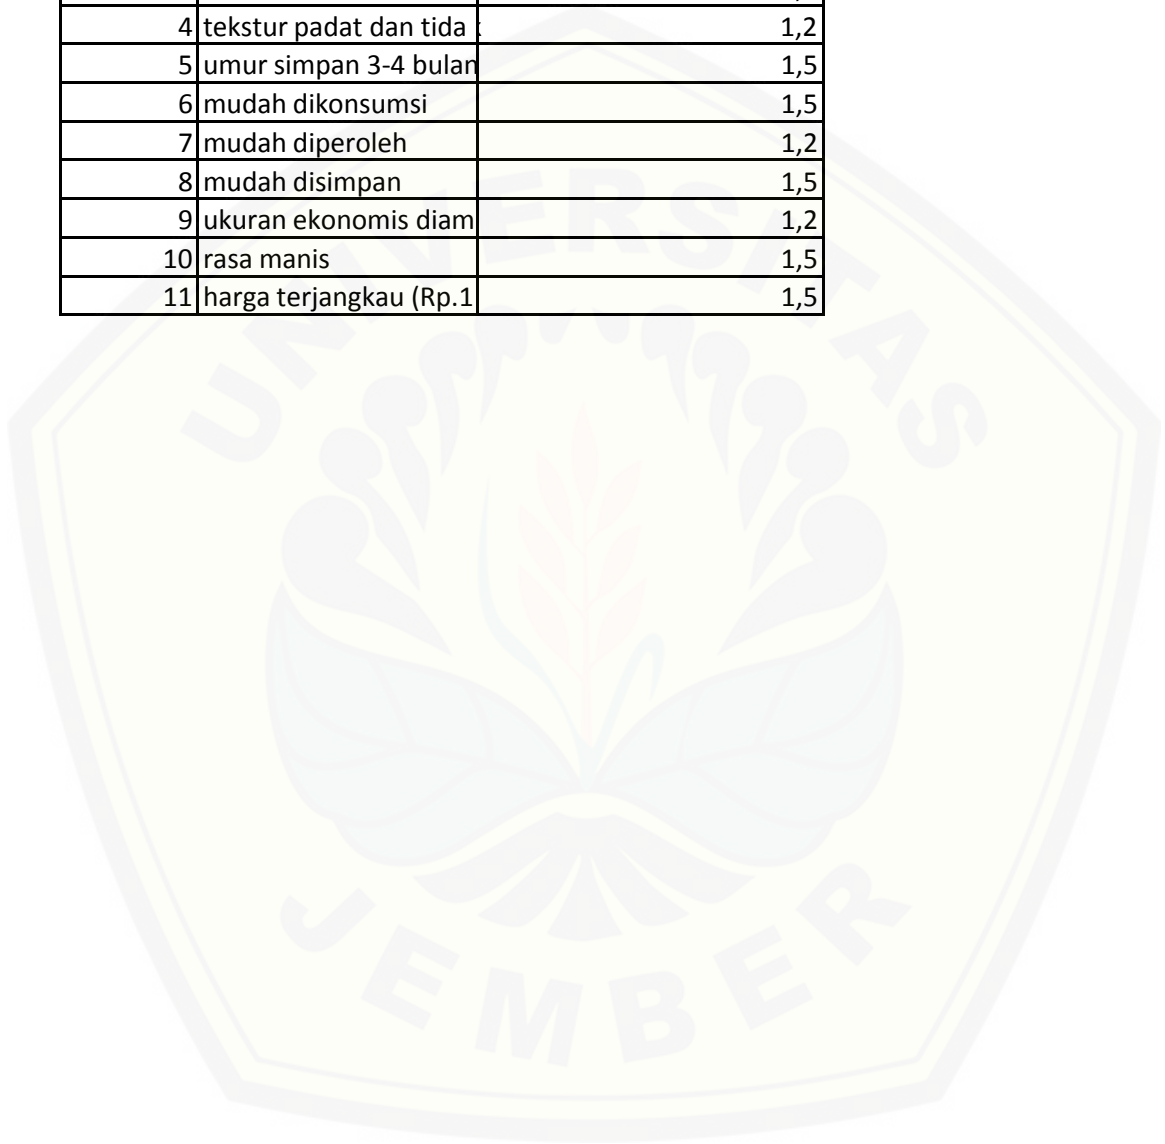 4 tekstur padat dan tida 1,2
5 umur simpan 3-4 bulan 1,5
6 mudah dikonsumsi 1,5
7 mudah diperoleh 1,2
8 mudah disimpan 1,5
9 ukuran ekonomis diam 1,2
10 rasa manis 1,5
11 harga terjangkau (Rp.1 1,5
UNIVERSITAS
JEMBER